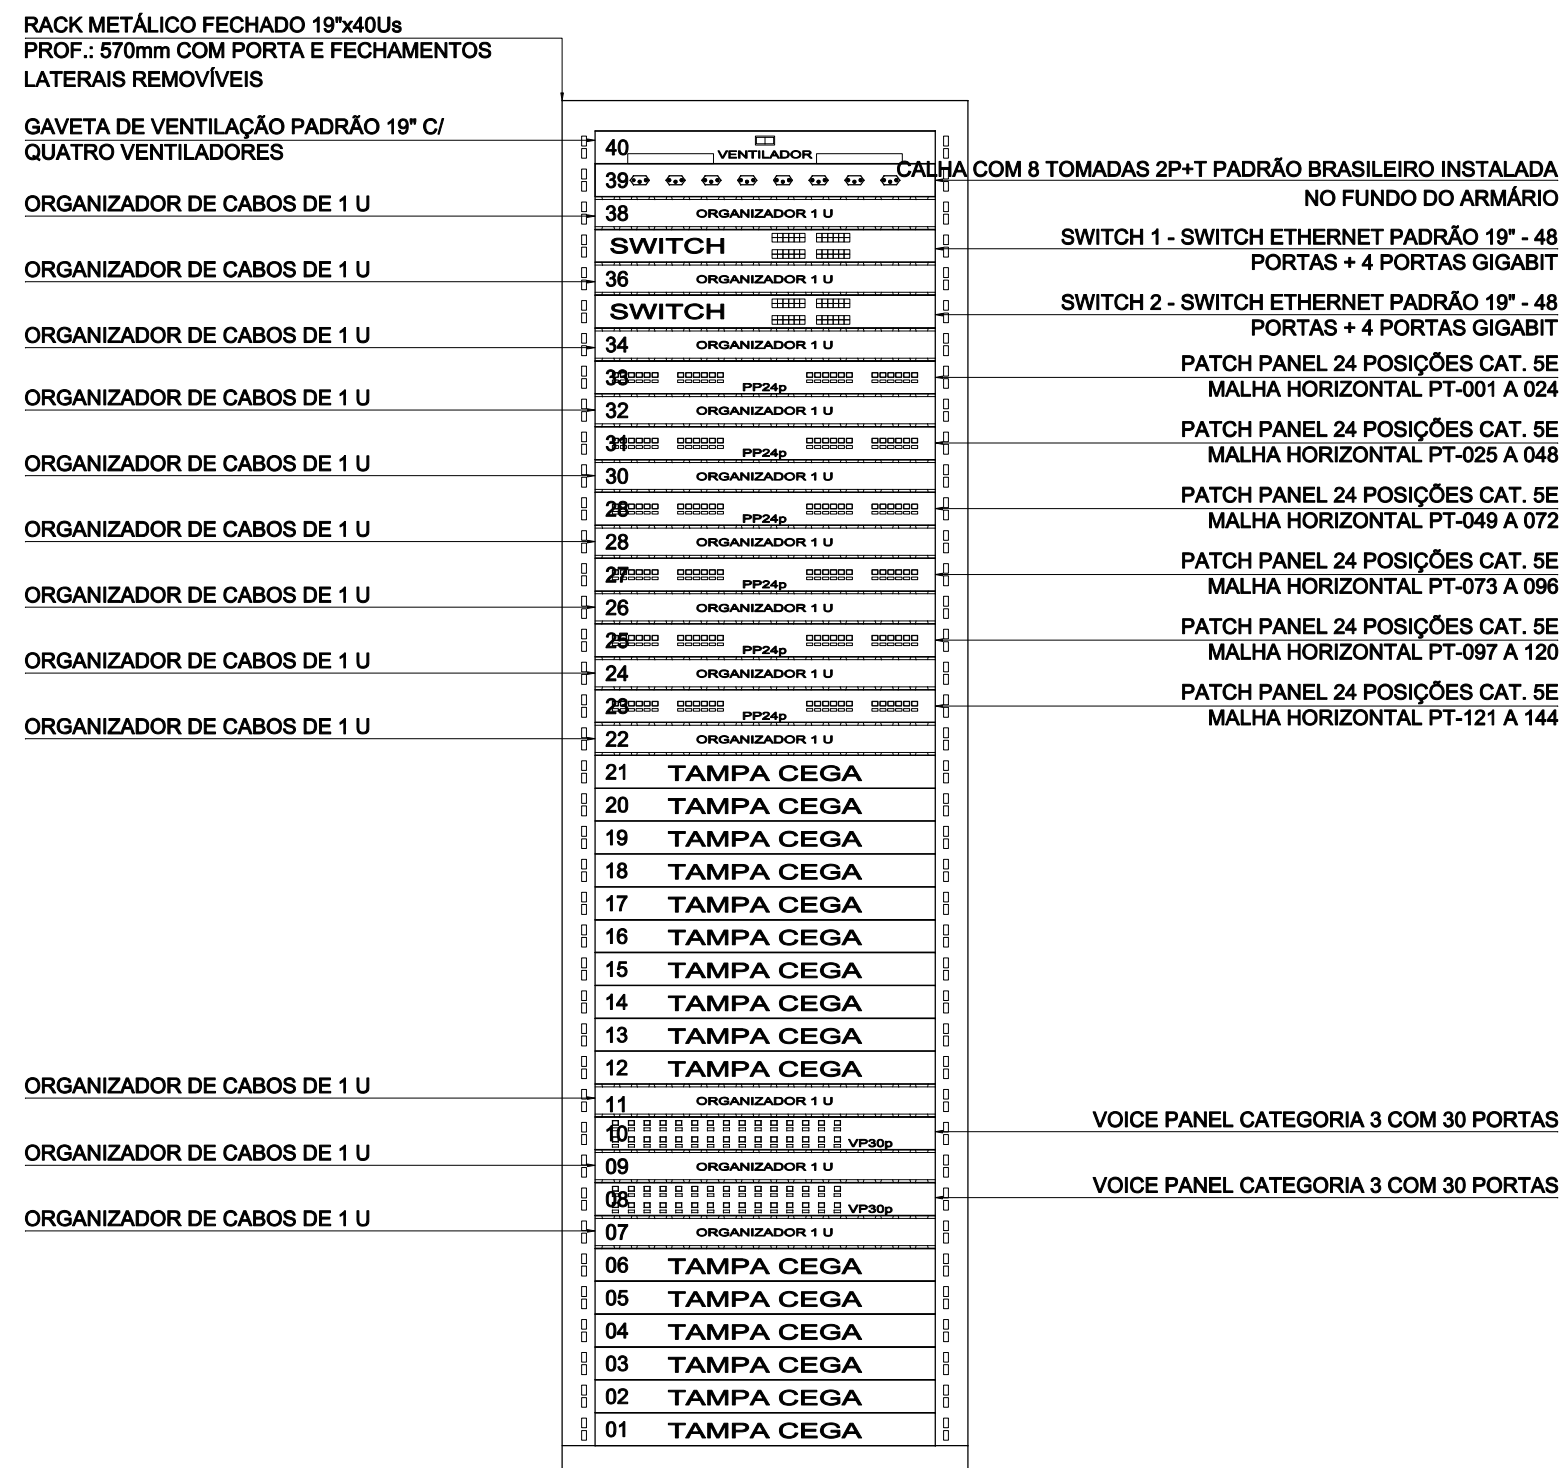 RACK METÁLICO FECHADO 19"x40Us
PROF.: 570mm COM PORTA E FECHAMENTOS
LATERAIS REMOVÍVEIS
GAVETA DE VENTILAÇÃO PADRÃO 19" C/
QUATRO VENTILADORES
ORGANIZADOR DE CABOS DE 1 U
ORGANIZADOR DE CABOS DE 1 U
ORGANIZADOR DE CABOS DE 1 U
ORGANIZADOR DE CABOS DE 1 U
ORGANIZADOR DE CABOS DE 1 U
ORGANIZADOR DE CABOS DE 1 U
ORGANIZADOR DE CABOS DE 1 U
ORGANIZADOR DE CABOS DE 1 U
ORGANIZADOR DE CABOS DE 1 U
ORGANIZADOR DE CABOS DE 1 U
ORGANIZADOR DE CABOS DE 1 U
ORGANIZADOR DE CABOS DE 1 U
40 VENTILADOR
39
38 ORGANIZADOR 1 U
SWITCH
36 ORGANIZADOR 1 U
SWITCH
34 ORGANIZADOR 1 U
33 PP24p
32 ORGANIZADOR 1 U
31 PP24p
30 ORGANIZADOR 1 U
28 PP24p
28 ORGANIZADOR 1 U
27 PP24p
26 ORGANIZADOR 1 U
25 PP24p
24 ORGANIZADOR 1 U
23 PP24p
22 ORGANIZADOR 1 U
21 TAMPA CEGA
20 TAMPA CEGA
19 TAMPA CEGA
18 TAMPA CEGA
17 TAMPA CEGA
16 TAMPA CEGA
15 TAMPA CEGA
14 TAMPA CEGA
13 TAMPA CEGA
12 TAMPA CEGA
11 ORGANIZADOR 1 U
10 VP30p
09 ORGANIZADOR 1 U
08 VP30p
07 ORGANIZADOR 1 U
06 TAMPA CEGA
05 TAMPA CEGA
04 TAMPA CEGA
03 TAMPA CEGA
02 TAMPA CEGA
01 TAMPA CEGA
CALHA COM 8 TOMADAS 2P+T PADRÃO BRASILEIRO INSTALADA
NO FUNDO DO ARMÁRIO
SWITCH 1 - SWITCH ETHERNET PADRÃO 19" - 48
PORTAS + 4 PORTAS GIGABIT
SWITCH 2 - SWITCH ETHERNET PADRÃO 19" - 48
PORTAS + 4 PORTAS GIGABIT
PATCH PANEL 24 POSIÇÕES CAT. 5E
MALHA HORIZONTAL PT-001 A 024
PATCH PANEL 24 POSIÇÕES CAT. 5E
MALHA HORIZONTAL PT-025 A 048
PATCH PANEL 24 POSIÇÕES CAT. 5E
MALHA HORIZONTAL PT-049 A 072
PATCH PANEL 24 POSIÇÕES CAT. 5E
MALHA HORIZONTAL PT-073 A 096
PATCH PANEL 24 POSIÇÕES CAT. 5E
MALHA HORIZONTAL PT-097 A 120
PATCH PANEL 24 POSIÇÕES CAT. 5E
MALHA HORIZONTAL PT-121 A 144
VOICE PANEL CATEGORIA 3 COM 30 PORTAS
VOICE PANEL CATEGORIA 3 COM 30 PORTAS